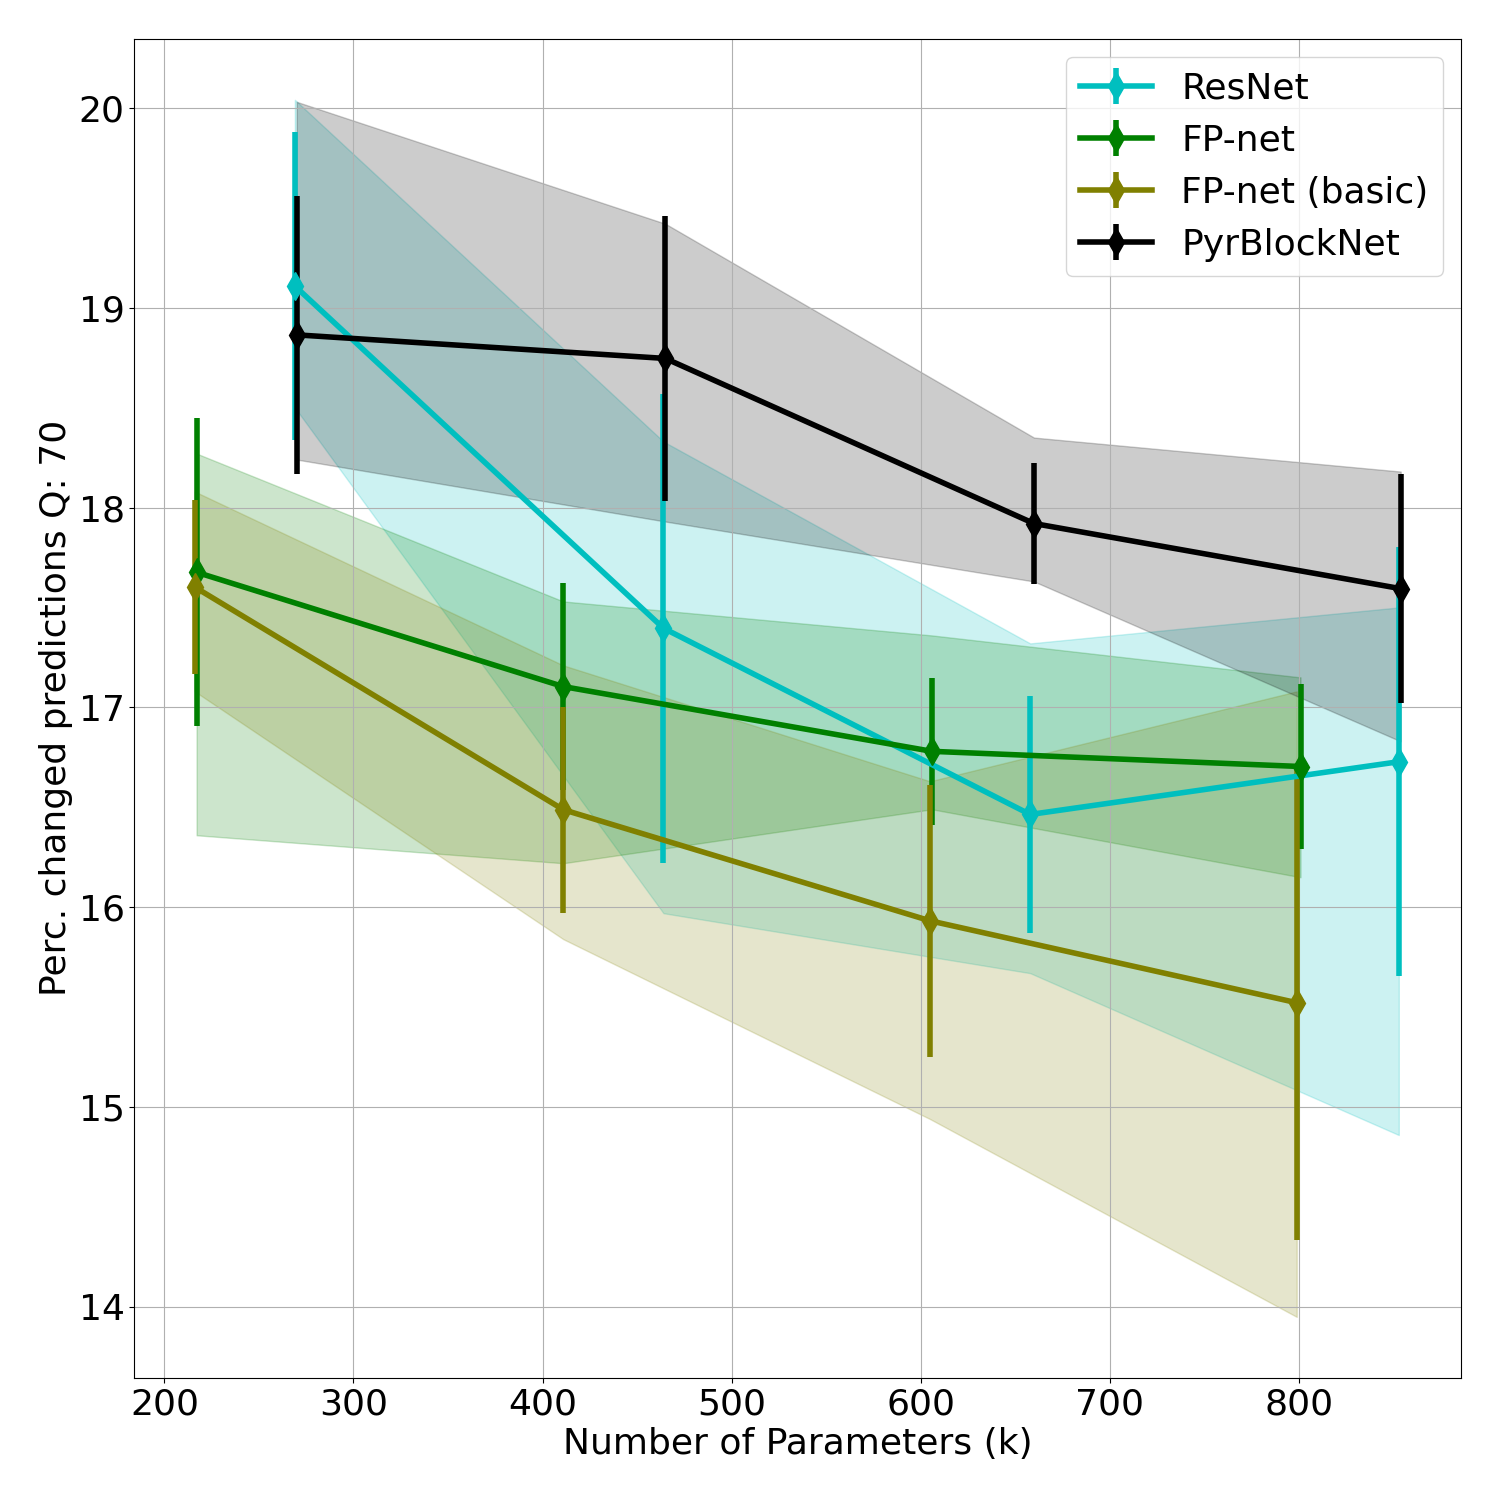 ResNet
FP-net
FP-net (basic)
PyrBlockNet
Perc. changed predictions Q: 70
20
19
18
17
16
15
14
200 300 400 500 600 700 800
Number of Parameters (k)